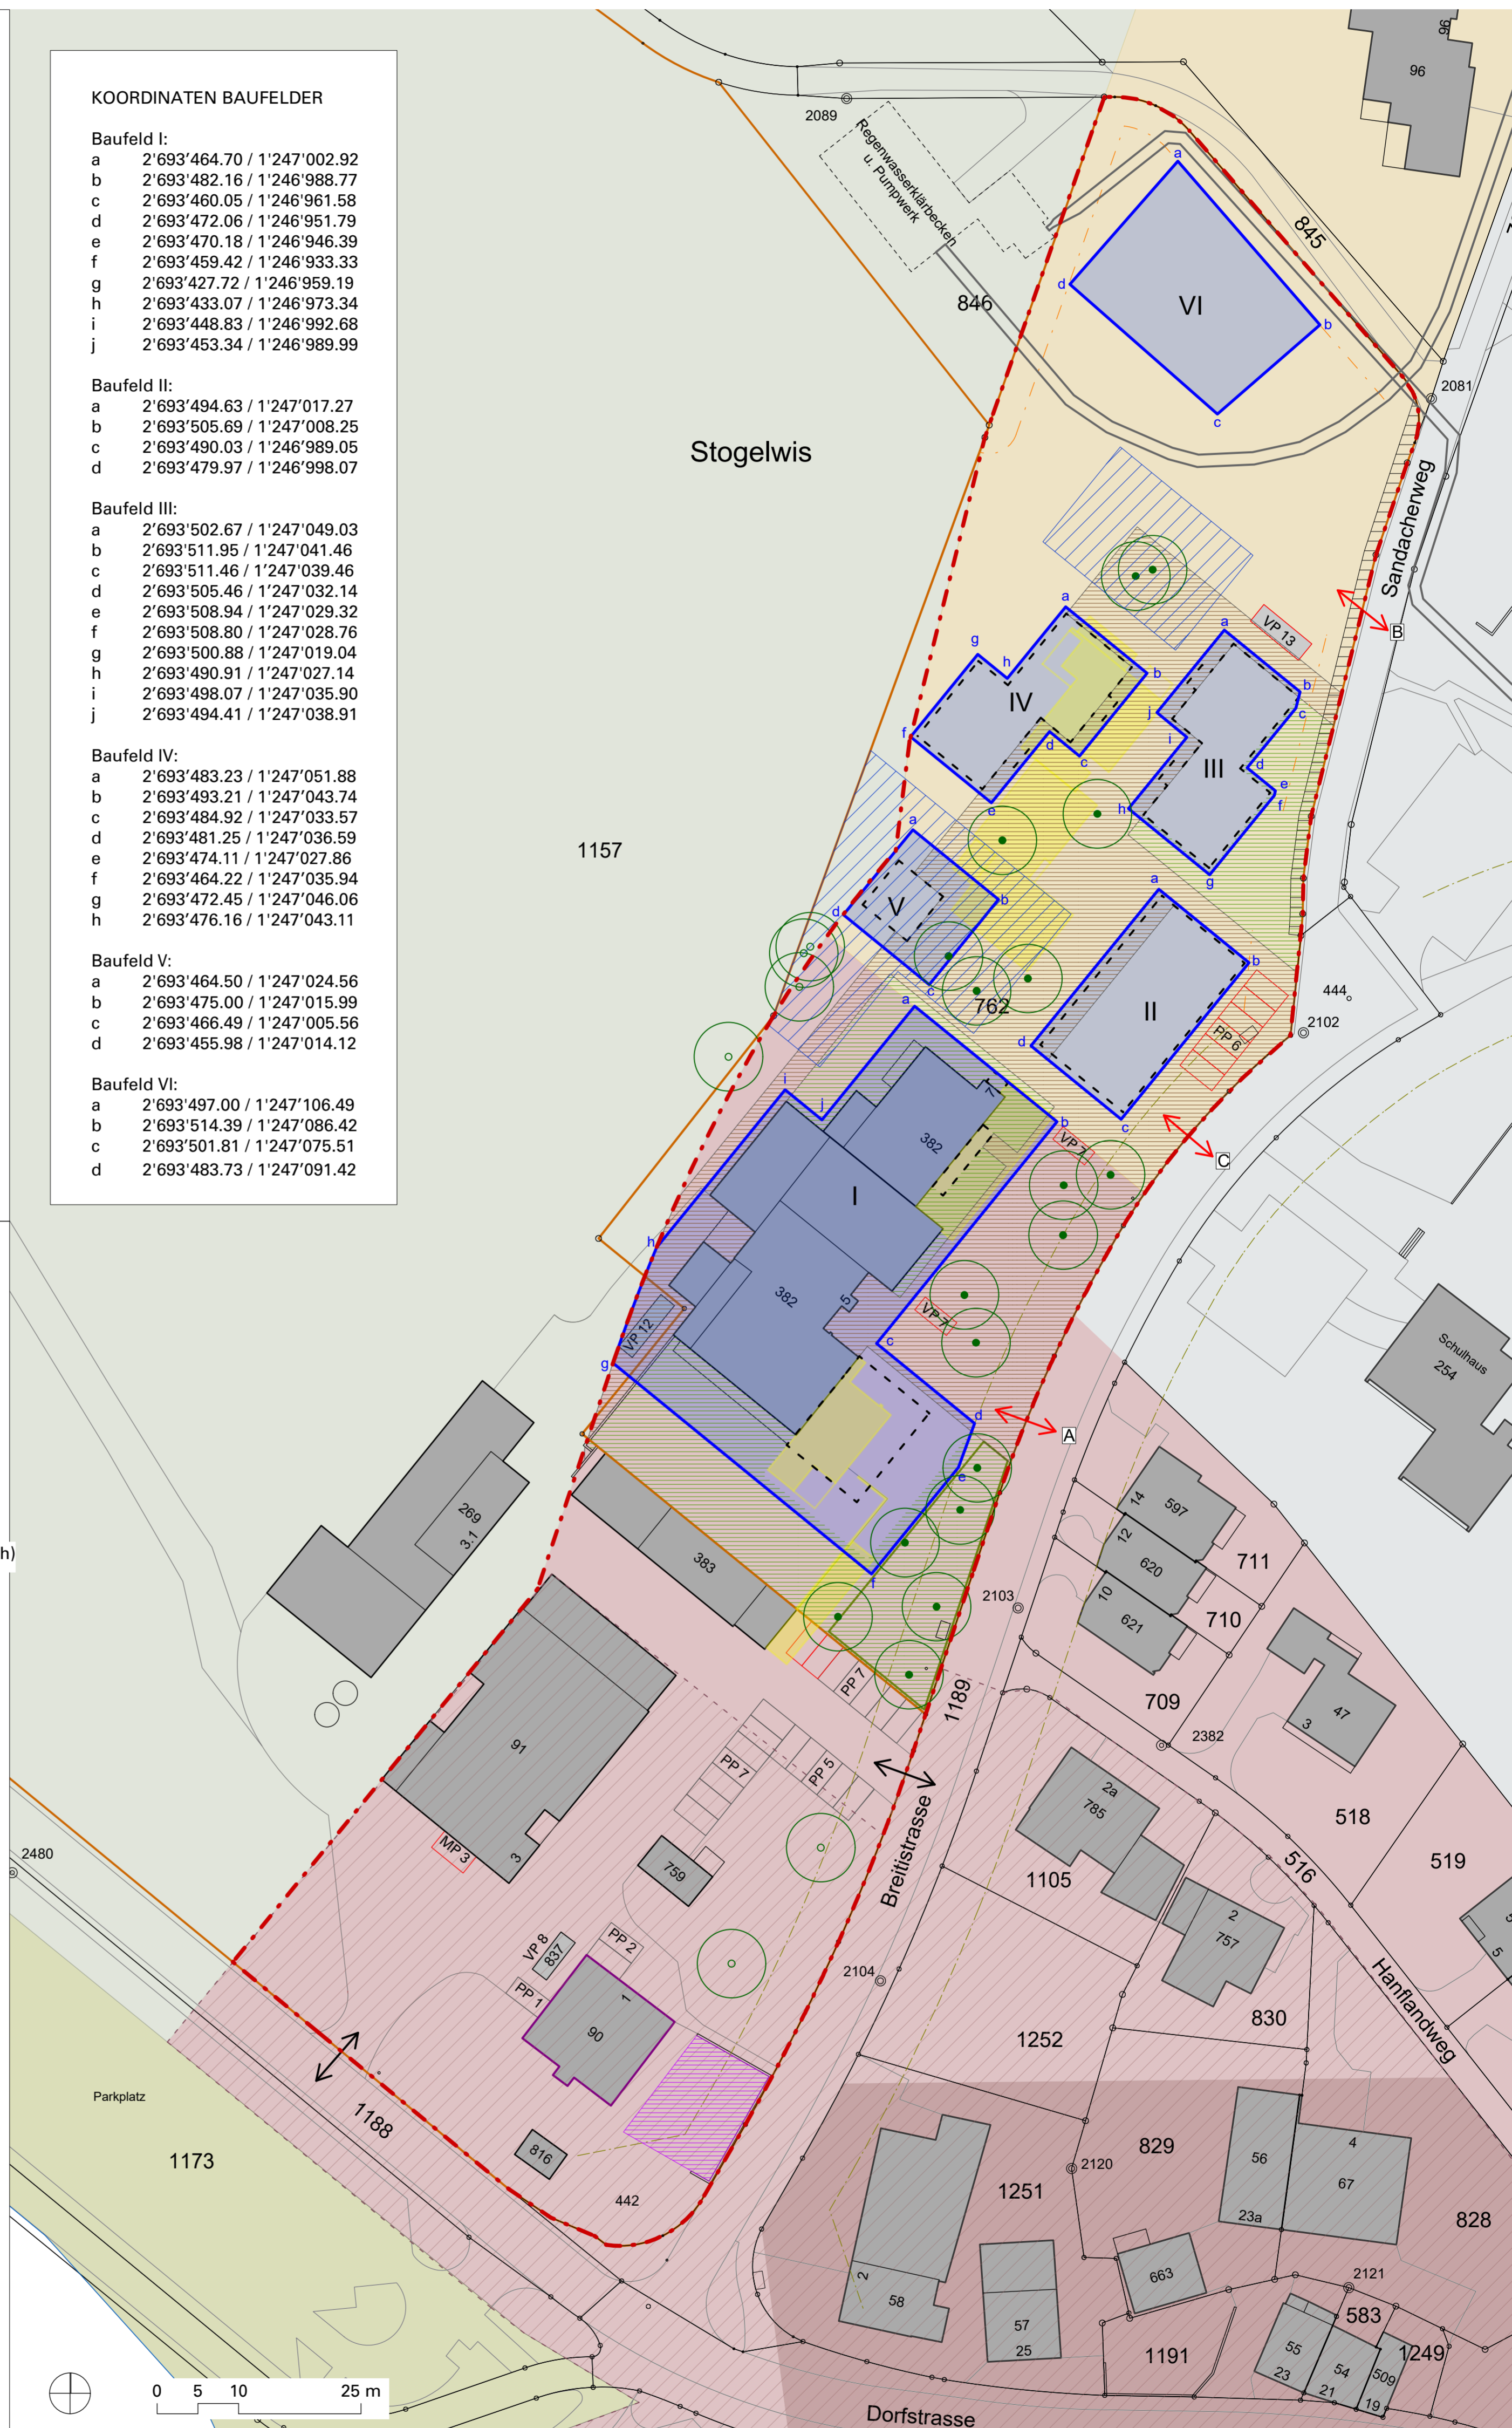 KOORDINATEN BAUFELDER
Baufeld I:
a 2'693'464.70 / 1'247'002.92
b 2'693'482.16 / 1'246'988.77
c 2'693'460.05 / 1'246'961.58
d 2'693'472.06 / 1'246'951.79
e 2'693'470.18 / 1'246'946.39
f 2'693'459.42 / 1'246'933.33
g 2'693'427.72 / 1'246'959.19
h 2'693'433.07 / 1'246'973.34
i 2'693'448.83 / 1'246'992.68
j 2'693'453.34 / 1'246'989.99
Baufeld II:
a 2'693'494.63 / 1'247'017.27
b 2'693'505.69 / 1'247'008.25
c 2'693'490.03 / 1'246'989.05
d 2'693'479.97 / 1'246'998.07
Baufeld III:
a 2'693'502.67 / 1'247'049.03
b 2'693'511.95 / 1'247'041.46
c 2'693'511.46 / 1'247'039.46
d 2'693'505.46 / 1'247'032.14
e 2'693'508.94 / 1'247'029.32
f 2'693'508.80 / 1'247'028.76
g 2'693'500.88 / 1'247'019.04
h 2'693'490.91 / 1'247'027.14
i 2'693'498.07 / 1'247'035.90
j 2'693'494.41 / 1'247'038.91
Baufeld IV:
a 2'693'483.23 / 1'247'051.88
b 2'693'493.21 / 1'247'043.74
c 2'693'484.92 / 1'247'033.57
d 2'693'481.25 / 1'247'036.59
e 2'693'474.11 / 1'247'027.86
f 2'693'464.22 / 1'247'035.94
g 2'693'472.45 / 1'247'046.06
h 2'693'476.16 / 1'247'043.11
Baufeld V:
a 2'693'464.50 / 1'247'024.56
b 2'693'475.00 / 1'247'015.99
c 2'693'466.49 / 1'247'005.56
d 2'693'455.98 / 1'247'014.12
Baufeld VI:
a 2'693'497.00 / 1'247'106.49
b 2'693'514.39 / 1'247'086.42
c 2'693'501.81 / 1'247'075.51
d 2'693'483.73 / 1'247'091.42
96
96
2089
Regenwasserklärbecken
u. Pumpwerk
a
845
d
846
VI
b
2081
c
Stogelwis
Sandacherweg
VP 13
B
a
a
g
h
b
b
IV
j
c
f
d
i
c
III
d
e
e
h
f
1157
a
g
a
V
b
d
b
c
762
444
a
II
2102
PP 6
d
i
7
j
b
c
VP 7
382
C
I
h
382
5
VP 7
VP 12
c
g
Schulhaus
254
d
A
e
14
597
269
3.1
12
h)
383
620
711
f
10
621
2103
710
PP 7
1189
709
47
3
2382
91
PP 7
PP 5
2a
785
518
MP 3
3
2480
759
Breitistrasse
1105
516
519
2
757
5
VP 8
837
PP 2
2104
PP 1
1
90
1252
830
Hanflandweg
Parkplatz
1188
1173
816
829
4
56
67
2120
1251
442
23a
828
2
663
2121
58
583
57
55
1249
25
1191
54
509
23
21
19
0 5 10 25 m
Dorfstrasse